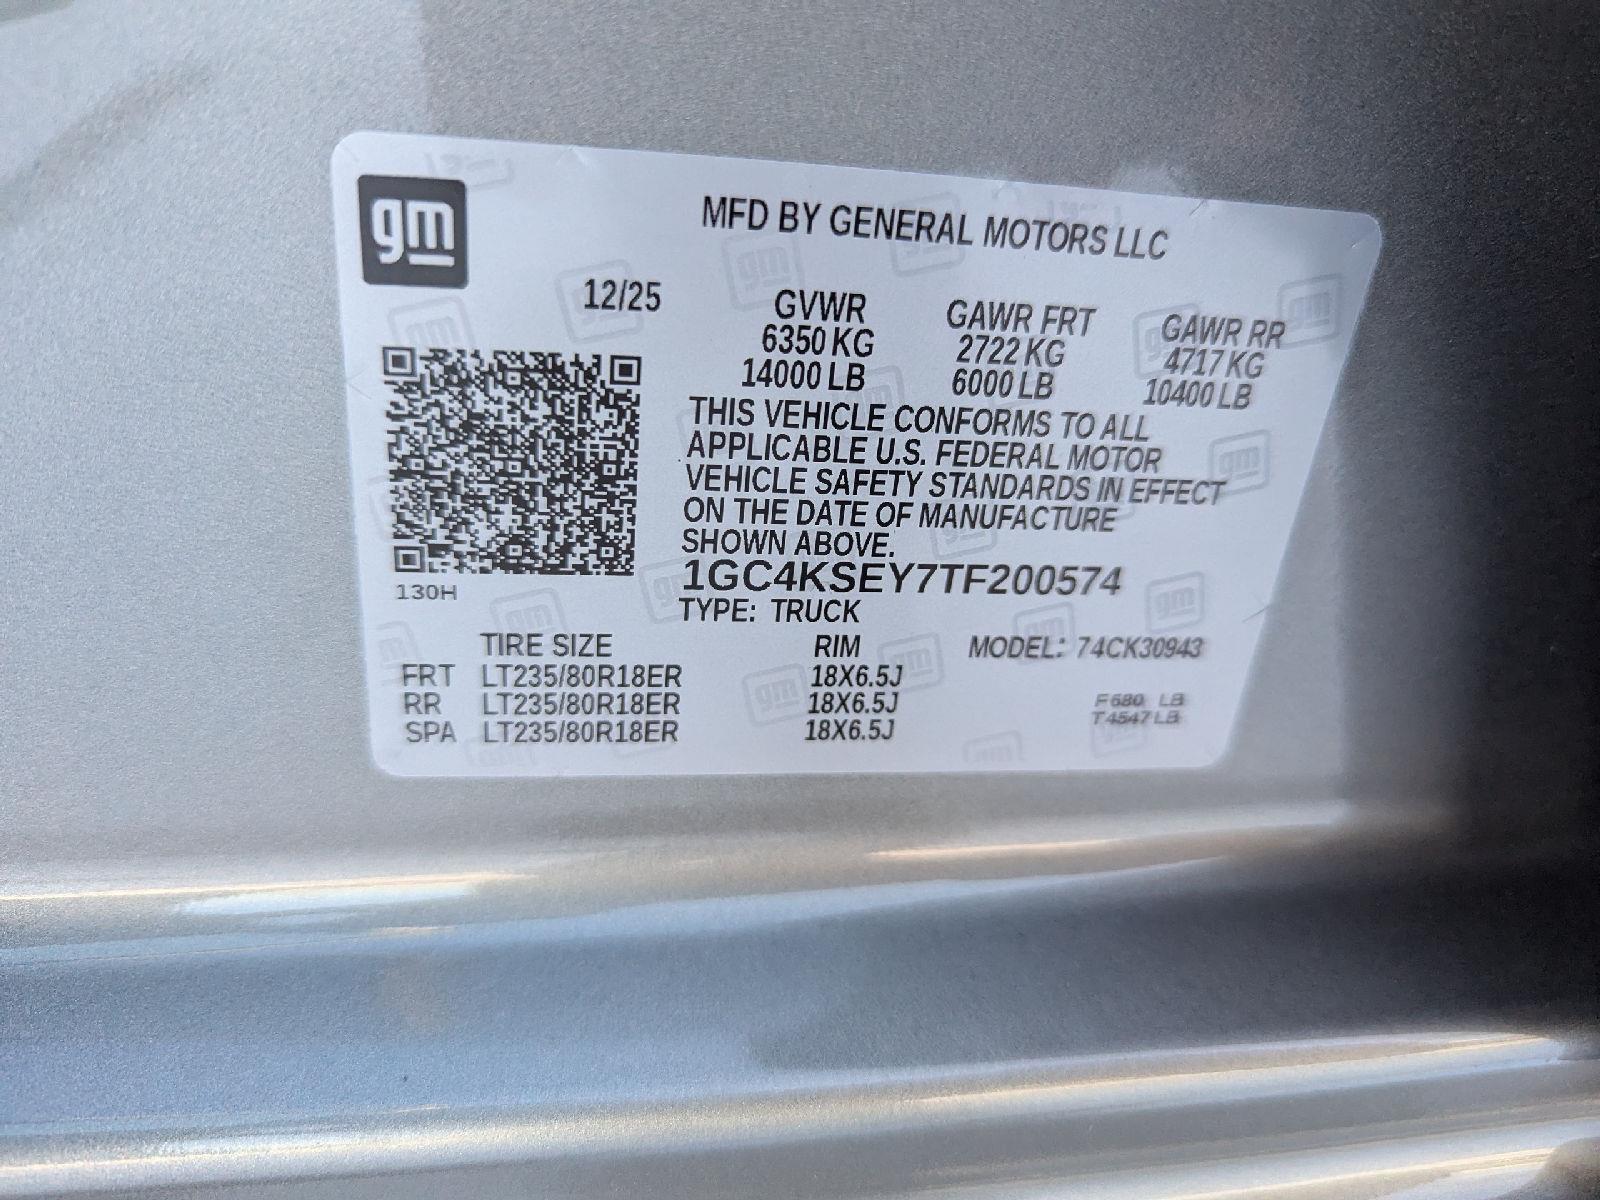 gm
MFD BY GENERAL MOTORS LLC
12/25 GVWR GAWR FRT GAWR RR
6350 KG 2722 KG 4717 KG
14000 LB 6000 LB 10400 LB
THIS VEHICLE CONFORMS TO ALL
APPLICABLE U.S. FEDERAL MOTOR
VEHICLE SAFETY STANDARDS IN EFFECT
ON THE DATE OF MANUFACTURE
SHOWN ABOVE.
1GC4KSEY7TF200574
130H
TYPE: TRUCK
TIRE SIZE RIM MODEL: 74CK30943
FRT LT235/80R18ER 18X6.5J
RR LT235/80R18ER 18X6.5J F680 LB
SPA LT235/80R18ER 18X6.5J T4547LB